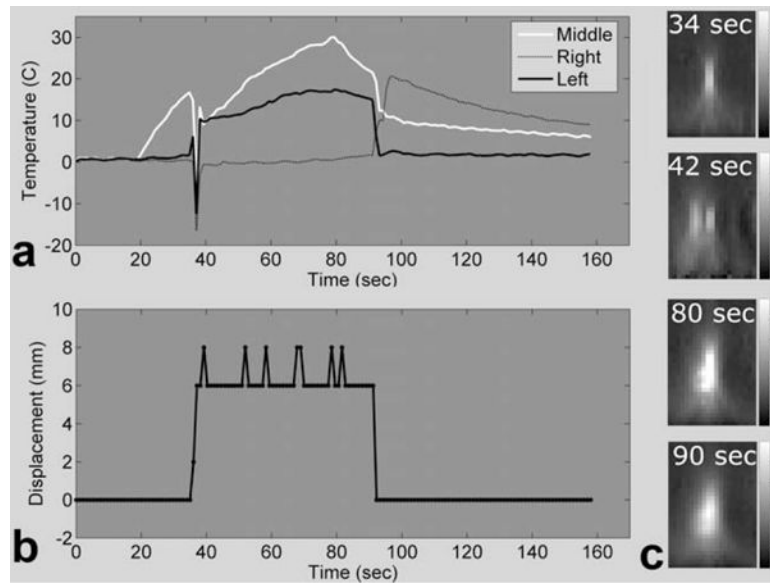 30
20
10
0
-10
-20
Temperature (C)
Middle
Right
Left
0 20 40 60 80 100 120 140 160
Time (sec)
a
10
8
6
4
2
0
-2
Displacement (mm)
0 20 40 60 80 100 120 140 160
Time (sec)
b
34 sec
42 sec
80 sec
90 sec
c